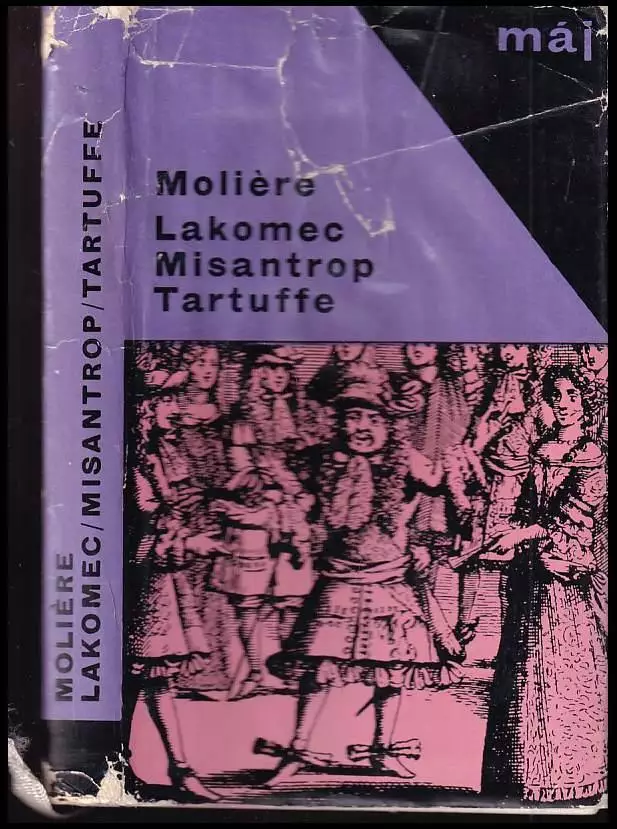 máj
Molière
Lakomec
Misantrop
Tartuffe
MOLIÈRE
LAKOMEC/MISANTROP/TARTUFFE